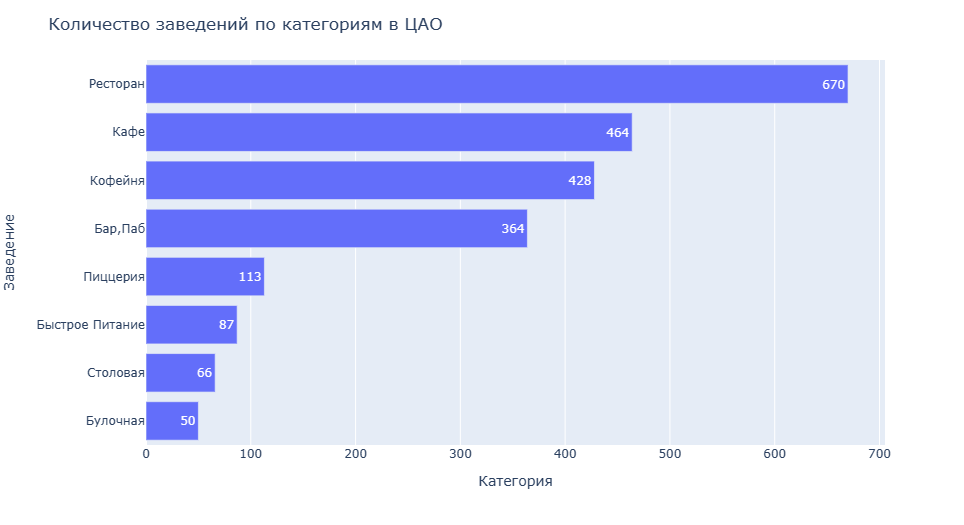 Количество заведений по категориям в ЦАО
Заведение
Ресторан 670
Кафе 464
Кофейня 428
Бар,Паб 364
Пиццерия 113
Быстрое Питание 87
Столовая 66
Булочная 50
0 100 200 300 400 500 600 700
Категория